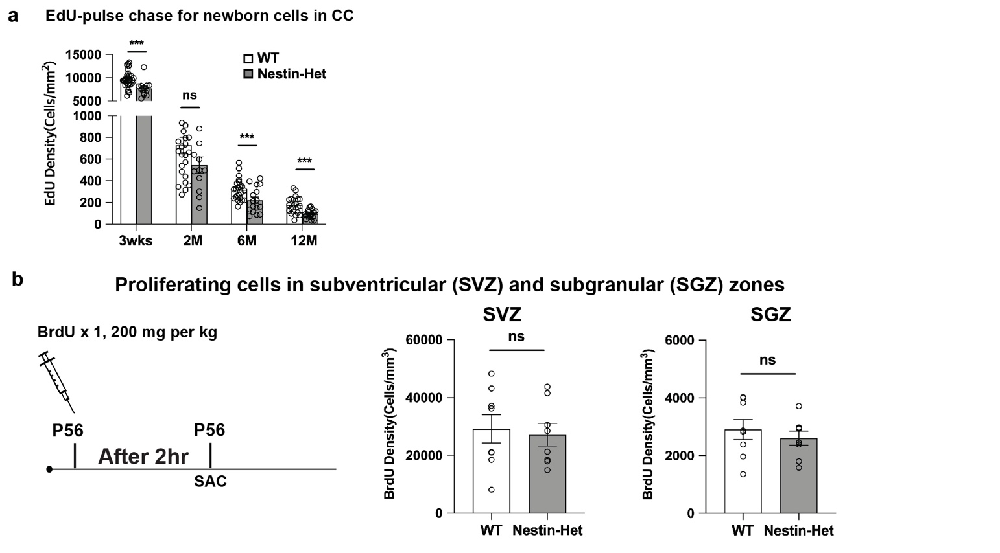 a
EdU-pulse chase for newborn cells in CC
EdU Density(Cells/mm²)
15000
10000
5000
1000
800
600
400
200
0
***
ns
***
***
WT
Nestin-Het
3wks 2M 6M 12M
b
Proliferating cells in subventricular (SVZ) and subgranular (SGZ) zones
BrdU x 1, 200 mg per kg
P56 P56
After 2hr
SAC
SVZ
BrdU Density(Cells/mm³)
60000
40000
20000
0
ns
WT Nestin-Het
SGZ
BrdU Density(Cells/mm³)
6000
4000
2000
0
ns
WT Nestin-Het